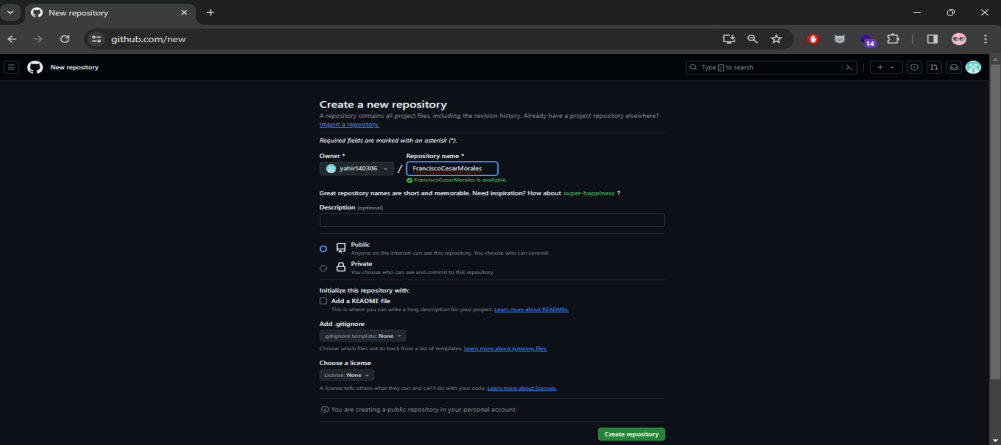 New repository
github.com/new
14
New repository
Type / to search
Create a new repository
A repository contains all project files, including the revision history. Already have a project repository elsewhere?
Import a repository.
Required fields are marked with an asterisk (*).
Owner * Repository name *
yahir140306 / FranciscoCesarMorales
FranciscoCesarMorales is available.
Great repository names are short and memorable. Need inspiration? How about super-happiness ?
Description (optional)
Public
Anyone on the internet can see this repository. You choose who can commit.
Private
You choose who can see and commit to this repository.
Initialize this repository with:
Add a README file
This is where you can write a long description for your project. Learn more about READMEs.
Add .gitignore
.gitignore template: None
Choose which files not to track from a list of templates. Learn more about ignoring files.
Choose a license
License: None
A license tells others what they can and can't do with your code. Learn more about licenses.
You are creating a public repository in your personal account.
Create repository